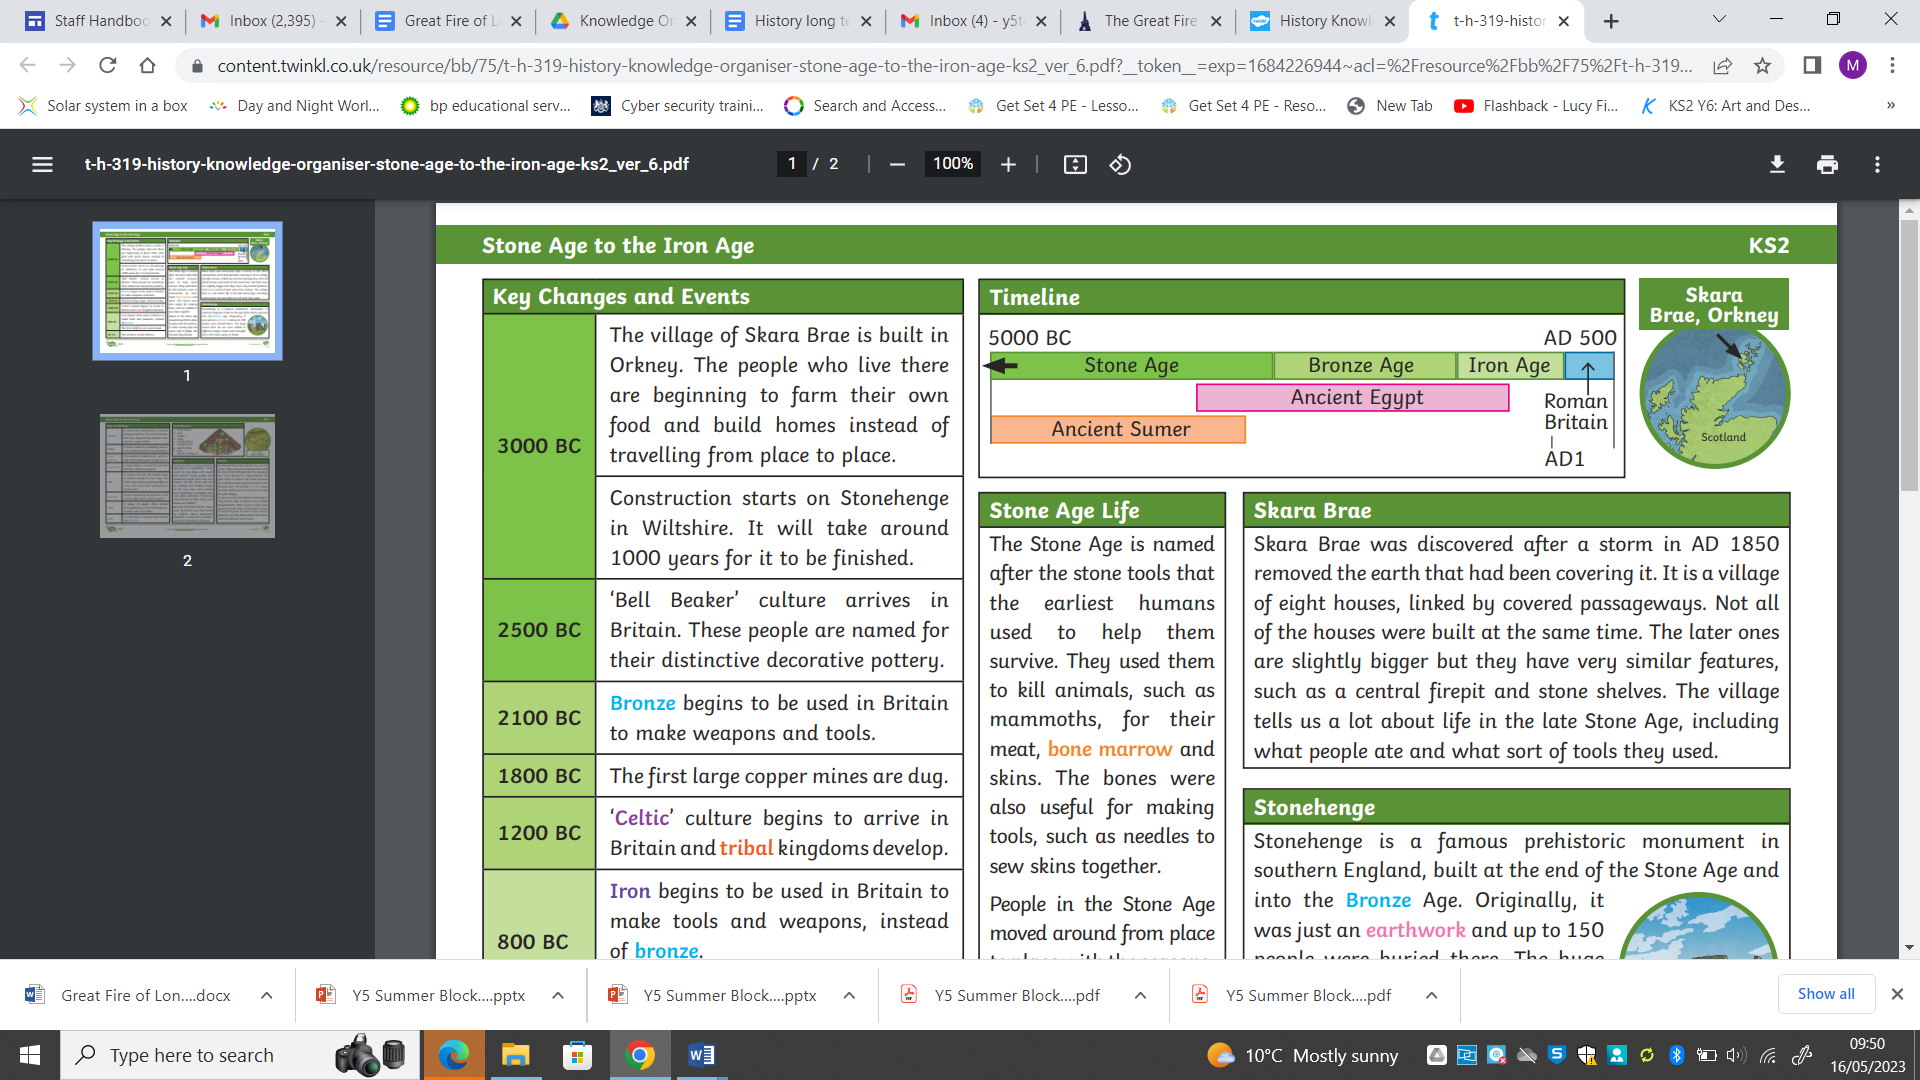 Staff Handboo
Inbox (2,395) -
Great Fire of L
Knowledge Or
History long te
Inbox (4) - y5t
The Great Fire
History Knowl
t-h-319-histor
content.twinkl.co.uk/resource/bb/75/t-h-319-history-knowledge-organiser-stone-age-to-the-iron-age-ks2_ver_6.pdf?__token__=exp=1684226944~acl=%2Fresource%2Fbb%2F75%2Ft-h-319...
M
Solar system in a box
Day and Night Worl...
bp educational serv...
Cyber security traini...
Search and Access...
Get Set 4 PE - Lesso...
Get Set 4 PE - Reso...
New Tab
Flashback - Lucy Fi...
KS2 Y6: Art and Des...
»
t-h-319-history-knowledge-organiser-stone-age-to-the-iron-age-ks2_ver_6.pdf
1 / 2
100%
1
2
Stone Age to the Iron Age
KS2
Key Changes and Events
3000 BC
The village of Skara Brae is built in
Orkney. The people who live there
are beginning to farm their own
food and build homes instead of
travelling from place to place.
Construction starts on Stonehenge
in Wiltshire. It will take around
1000 years for it to be finished.
2500 BC
‘Bell Beaker’ culture arrives in
Britain. These people are named for
their distinctive decorative pottery.
2100 BC
Bronze begins to be used in Britain
to make weapons and tools.
1800 BC
The first large copper mines are dug.
1200 BC
‘Celtic’ culture begins to arrive in
Britain and tribal kingdoms develop.
800 BC
Iron begins to be used in Britain to
make tools and weapons, instead
of bronze.
Timeline
5000 BC
AD 500
Stone Age
Bronze Age
Iron Age
Ancient Egypt
Roman
Britain
Ancient Sumer
AD1
Skara
Brae, Orkney
Scotland
Stone Age Life
The Stone Age is named
after the stone tools that
the earliest humans
used to help them
survive. They used them
to kill animals, such as
mammoths, for their
meat, bone marrow and
skins. The bones were
also useful for making
tools, such as needles to
sew skins together.
People in the Stone Age
moved around from place
to place with the seasons
Skara Brae
Skara Brae was discovered after a storm in AD 1850
removed the earth that had been covering it. It is a village
of eight houses, linked by covered passageways. Not all
of the houses were built at the same time. The later ones
are slightly bigger but they have very similar features,
such as a central firepit and stone shelves. The village
tells us a lot about life in the late Stone Age, including
what people ate and what sort of tools they used.
Stonehenge
Stonehenge is a famous prehistoric monument in
southern England, built at the end of the Stone Age and
into the Bronze Age. Originally, it
was just an earthwork and up to 150
people were buried there. The huge
Great Fire of Lon....docx
Y5 Summer Block....pptx
Y5 Summer Block....pptx
Y5 Summer Block....pdf
Y5 Summer Block....pdf
Show all
Type here to search
10°C Mostly sunny
09:50
16/05/2023